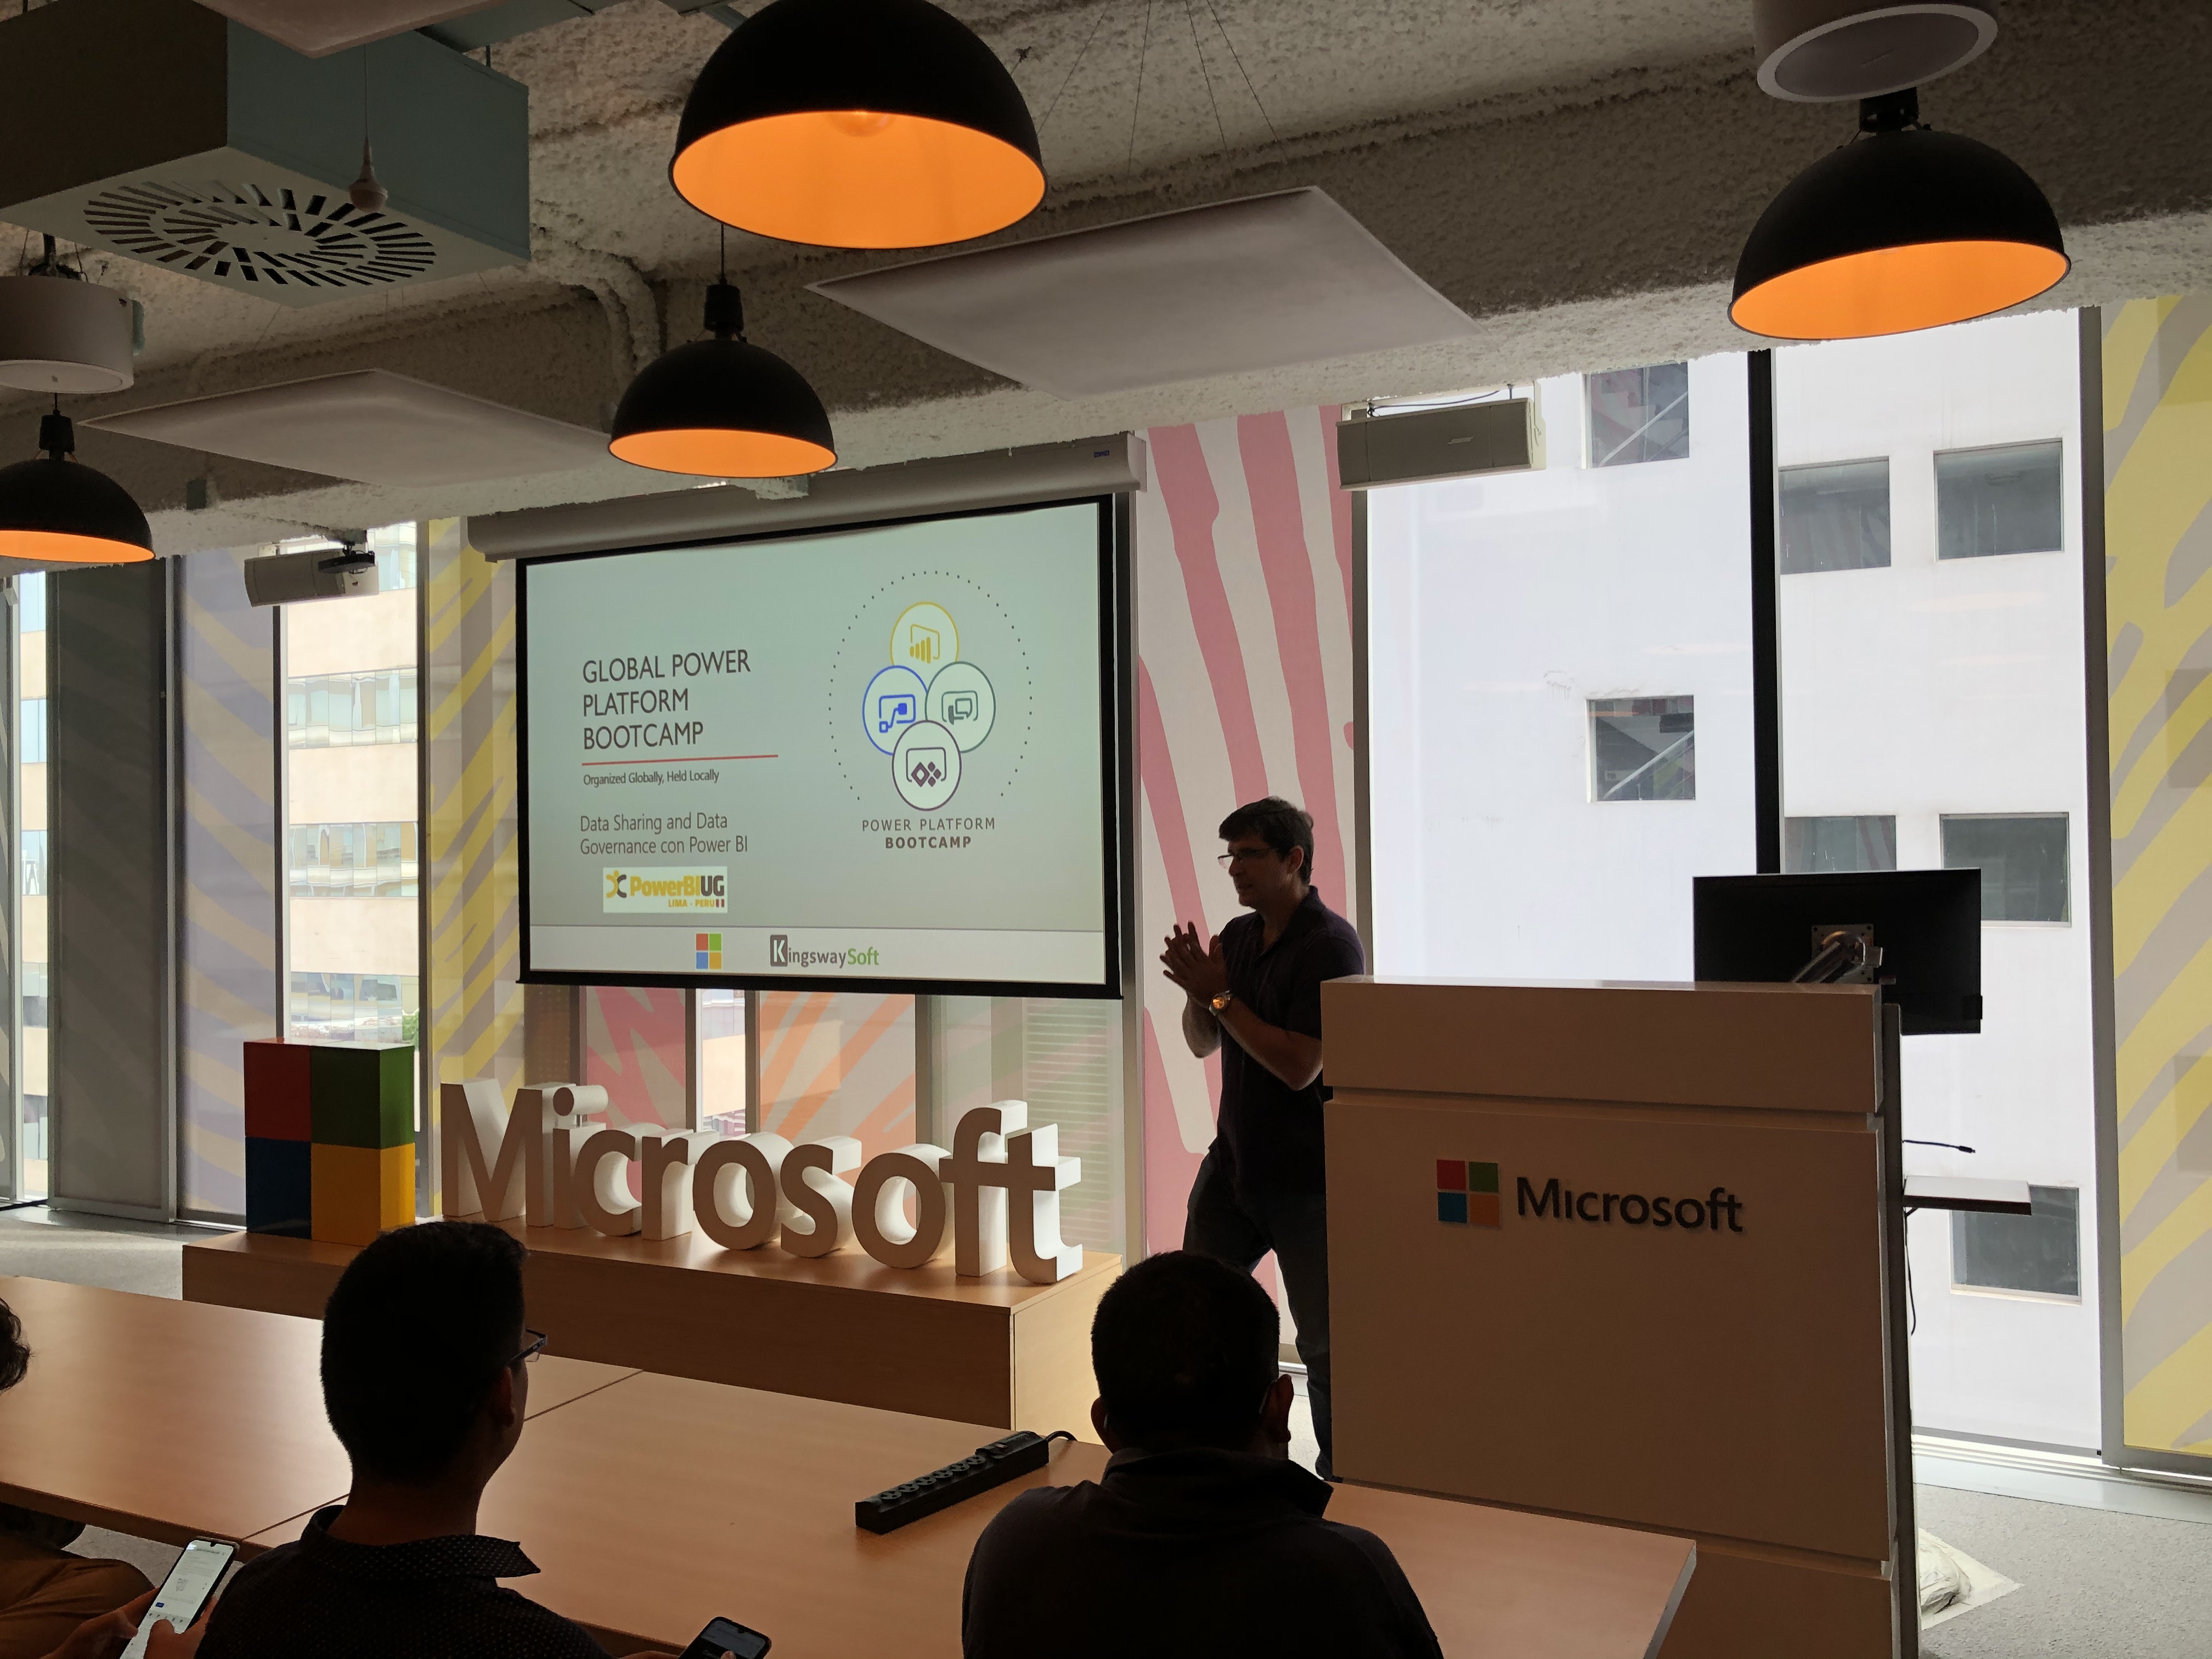 GLOBAL POWER
PLATFORM
BOOTCAMP
Organized Globally, Held Locally
Data Sharing and Data
Governance con Power BI
PowerBIUG
LIMA - PERU
POWER PLATFORM
BOOTCAMP
KingswaySoft
Microsoft
Microsoft